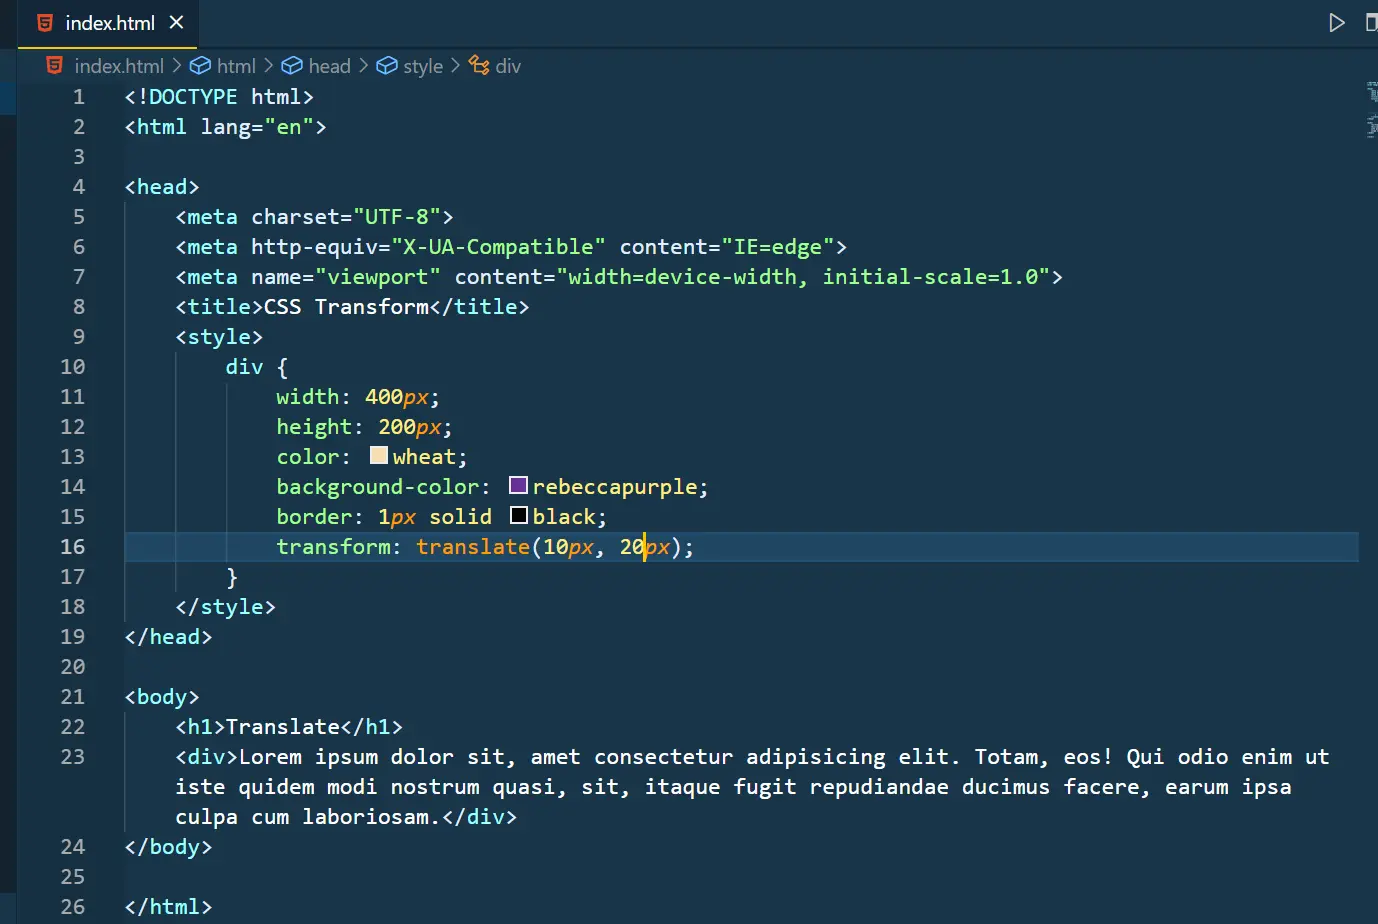 index.html
index.html > html > head > style > div
1 <!DOCTYPE html>
2 <html lang="en">
3
4 <head>
5     <meta charset="UTF-8">
6     <meta http-equiv="X-UA-Compatible" content="IE=edge">
7     <meta name="viewport" content="width=device-width, initial-scale=1.0">
8     <title>CSS Transform</title>
9     <style>
10         div {
11             width: 400px;
12             height: 200px;
13             color: wheat;
14             background-color: rebeccapurple;
15             border: 1px solid black;
16             transform: translate(10px, 20px);
17         }
18     </style>
19 </head>
20
21 <body>
22     <h1>Translate</h1>
23     <div>Lorem ipsum dolor sit, amet consectetur adipisicing elit. Totam, eos! Qui odio enim ut
iste quidem modi nostrum quasi, sit, itaque fugit repudiandae ducimus facere, earum ipsa
culpa cum laboriosam.</div>
24 </body>
25
26 </html>